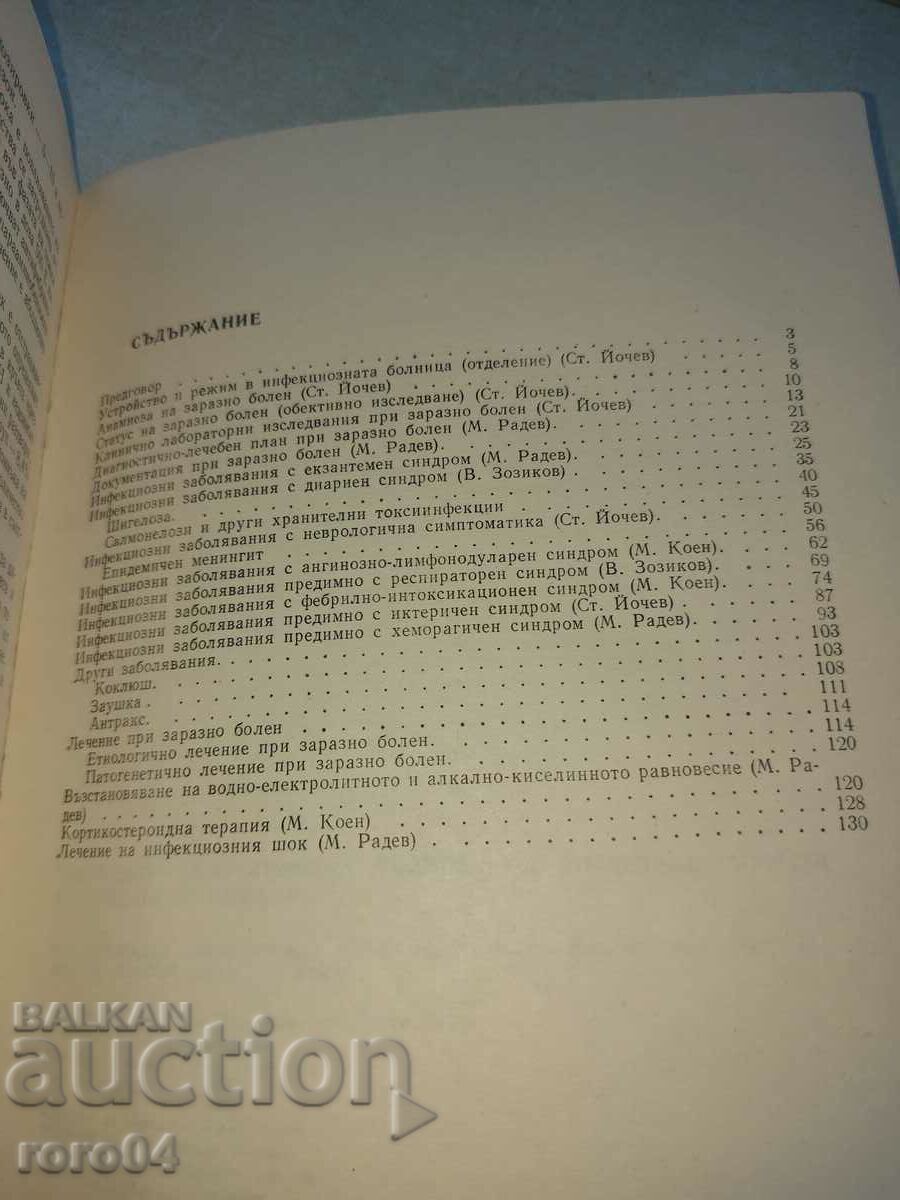 СЪДЪРЖАНИЕ
Предговор . . . . . . . . . . . . . . . . . . . . 3
Устройство и режим в инфекциозната болница (отделение) (Ст. Йочев) 5
Анамнеза на заразно болен (Ст. Йочев) . . . . . . . . . . 8
Статус на заразно болен (обективно изследване) (Ст. Йочев). . . . . 10
Клинично лабораторни изследвания при заразно болен (Ст. Йочев) . . 13
Диагностично-лечебен план при заразно болен (М. Радев). . . . . . 21
Документация при заразно болен (М. Радев). . . . . . . . . 23
Инфекциозни заболявания с екзантемен синдром (М. Радев). . . . . 25
Инфекциозни заболявания с диариен синдром (В. Зозиков) . . . . . 35
Шигелоза. . . . . . . . . . . . . . . . . . 40
Салмонелози и други хранителни токсиинфекции . . . . . . . 45
Инфекциозни заболявания с неврологична симптоматика (Ст. Йочев). . 50
Епидемичен менингит . . . . . . . . . . . . . . 56
Инфекциозни заболявания с ангинозно-лимфонодуларен синдром (М. Коен). 62
Инфекциозни заболявания предимно с респираторен синдром (В. Зозиков). 69
Инфекциозни заболявания с фебрилно-интоксикационен синдром (М. Коен). 74
Инфекциозни заболявания предимно с иктеричен синдром (Ст. Йочев) . 87
Инфекциозни заболявания предимно с хеморагичен синдром (М. Радев). 93
Други заболявания. . . . . . . . . . . . . . . . 103
Коклюш. . . . . . . . . . . . . . . . . . 103
Заушка . . . . . . . . . . . . . . . . . . 108
Антракс. . . . . . . . . . . . . . . . . . 111
Лечение при заразно болен . . . . . . . . . . . . . 114
Етиологично лечение при заразно болен. . . . . . . . . . 114
Патогенетично лечение при заразно болен. . . . . . . . . 120
Възстановяване на водно-електролитното и алкално-киселинното равновесие (М. Ра-
дев) . . . . . . . . . . . . . . . . . . . . 120
Кортикостероидна терапия (М. Коен) . . . . . . . . . . . 128
Лечение на инфекциозния шок (М. Радев) . . . . . . . . . . 130
BALKAN
auction
roro04